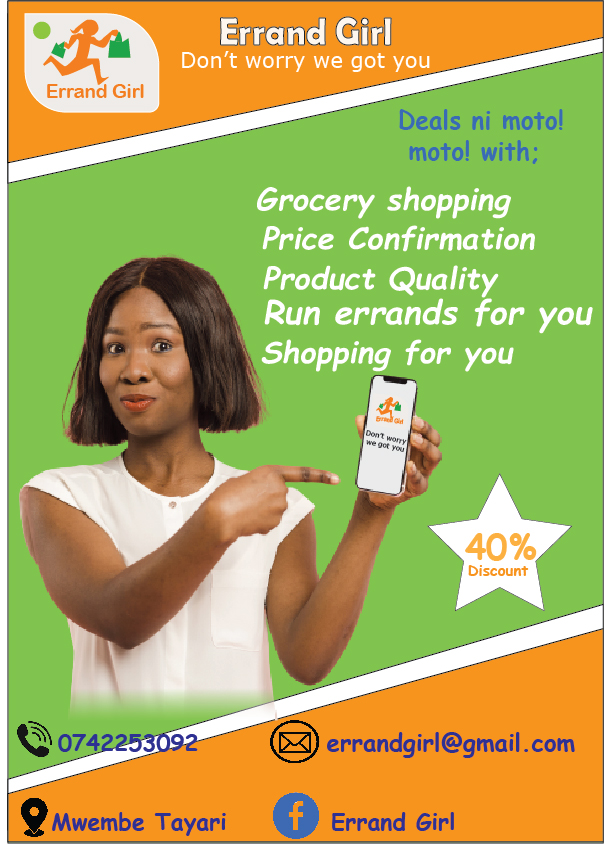 Errand Girl
Errand Girl
Don't worry we got you
Deals ni moto!
moto! with;
Grocery shopping
Price Confirmation
Product Quality
Run errands for you
Shopping for you
Errand Girl
Don't worry
we got you
40%
Discount
0742253092
errandgirl@gmail.com
Mwembe Tayari
f
Errand Girl